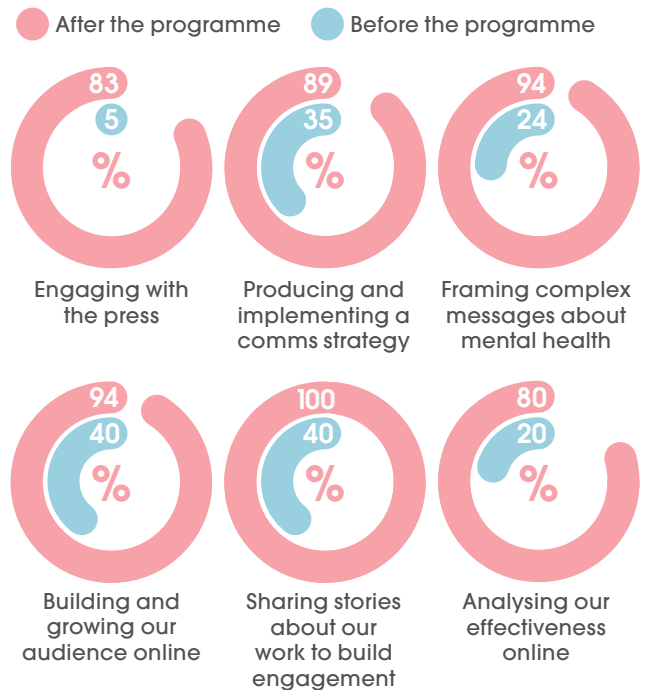 After the programme
Before the programme
83
5
%
Engaging with
the press
89
35
%
Producing and
implementing a
comms strategy
94
24
%
Framing complex
messages about
mental health
94
40
%
Building and
growing our
audience online
100
40
%
Sharing stories
about our
work to build
engagement
80
20
%
Analysing our
effectiveness
online